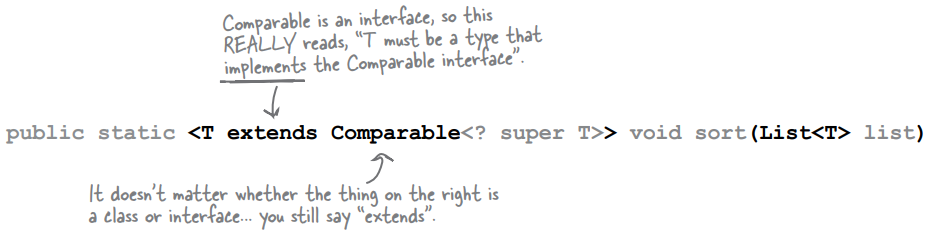 Comparable is an interface, so this
REALLY reads, “T must be a type that
implements the Comparable interface”.
public static <T extends Comparable<? super T>> void sort(List<T> list)
It doesn’t matter whether the thing on the right is
a class or interface... you still say “extends”.